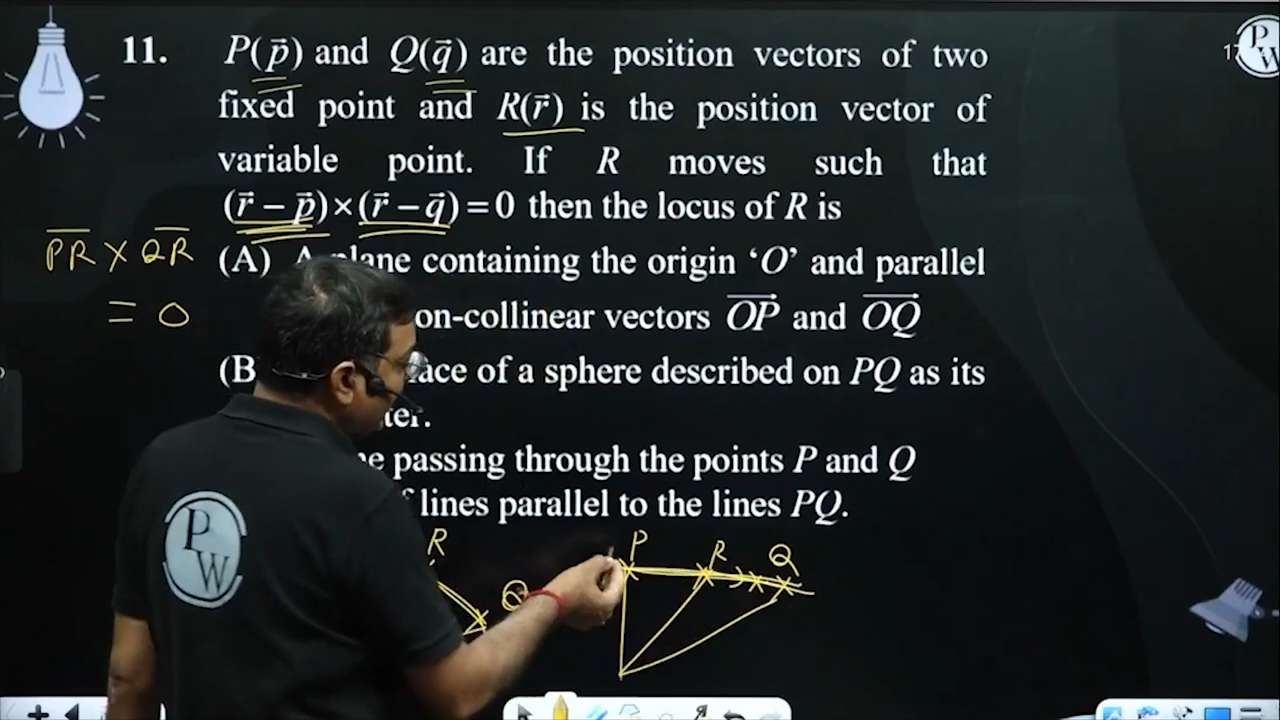 11. P(p⃗) and Q(q⃗) are the position vectors of two
fixed point and R(r⃗) is the position vector of
variable point. If R moves such that
(r⃗ − p⃗)×(r⃗ − q⃗) = 0 then the locus of R is
PR × QR
= 0
(A) A plane containing the origin ‘O’ and parallel
on-collinear vectors OP and OQ
(B
ace of a sphere described on PQ as its
ter.
e passing through the points P and Q
f lines parallel to the lines PQ.
R
Q
P R Q
PW
PW